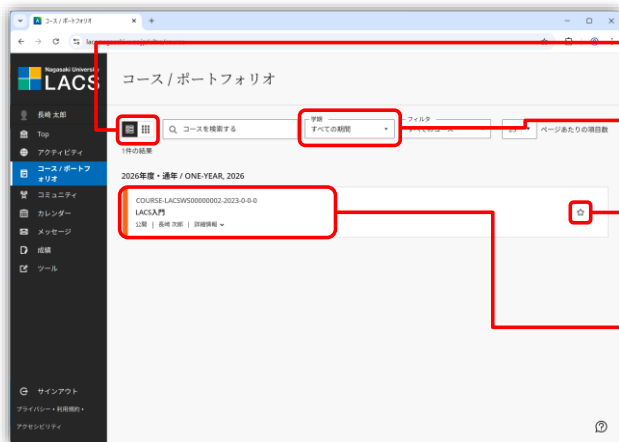 コース / ポートフォリオ
Nagasaki University
LACS
コース / ポートフォリオ
長崎 太郎
Top
アクティビティ
コース / ポートフ
ォリオ
コミュニティ
カレンダー
メッセージ
成績
ツール
サインアウト
プライバシー・利用規約・
アクセシビリティ
コースを検索する
学期
すべての期間
フィルタ
ページあたりの項目数
1件の結果
2026年度・通年 / ONE-YEAR, 2026
COURSE-LACSWS00000002-2023-0-0-0
LACS入門
公開 | 長崎 次郎 | 詳細情報